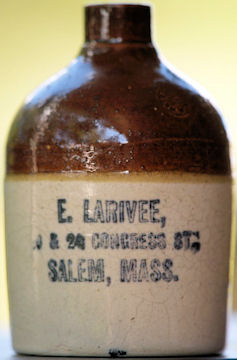 E. LARIVEE,
& 24 CONGRESS ST.,
SALEM, MASS.